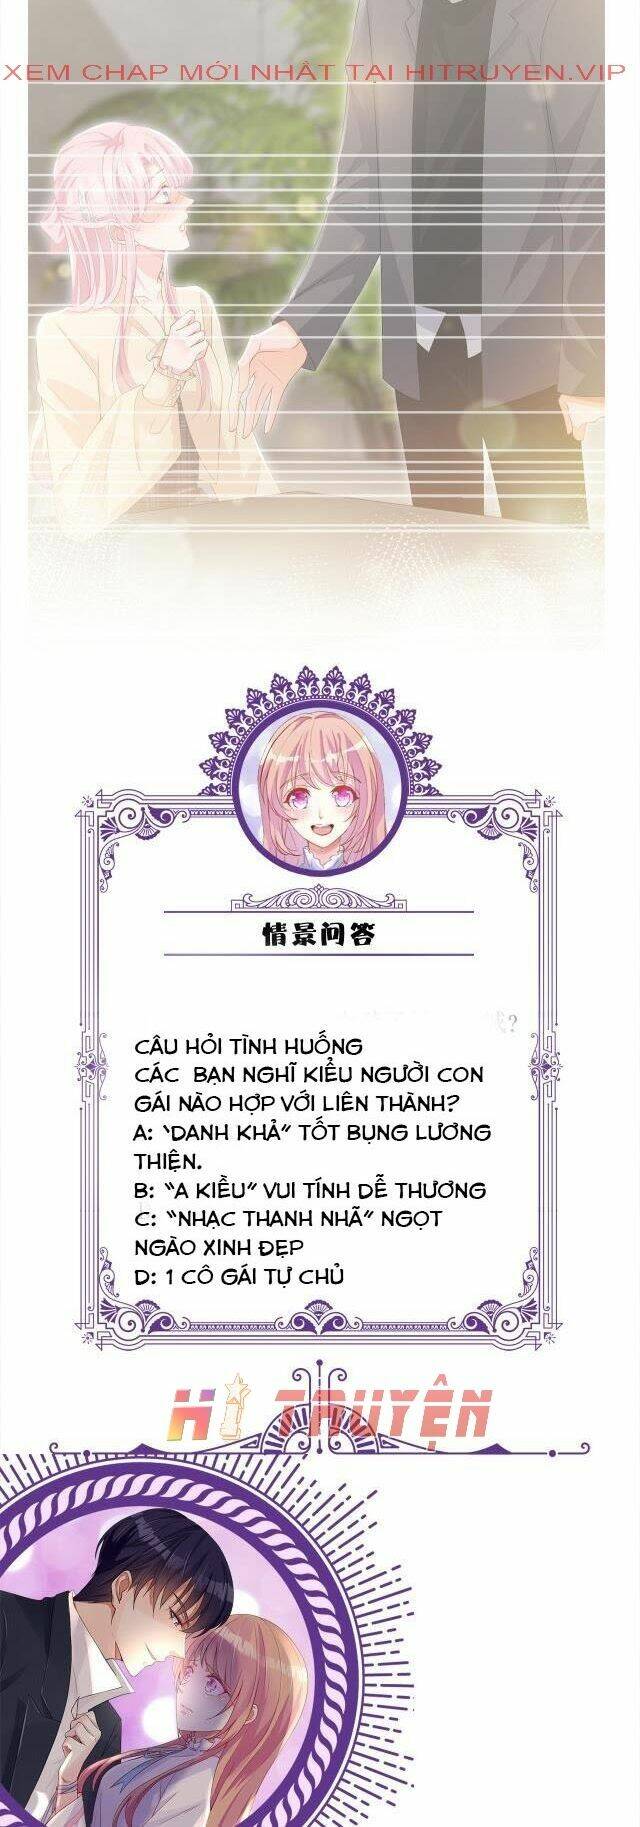 XEM CHAP MỚI NHẤT TẠI HITRUYEN.VIP
情景问答
?
CÂU HỎI TÌNH HUỐNG
CÁC BẠN NGHĨ KIỂU NGƯỜI CON
GÁI NÀO HỢP VỚI LIÊN THÀNH?
A: "DANH KHẢ" TỐT BỤNG LƯƠNG
THIỆN.
B: "A KIỀU" VUI TÍNH DỄ THƯƠNG
C: "NHẠC THANH NHÃ" NGỌT
NGÀO XINH ĐẸP
D: 1 CÔ GÁI TỰ CHỦ
HI TRUYỆN